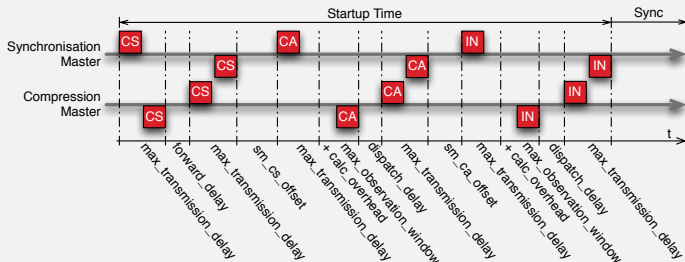 Startup Time
Sync
Synchronisation
Master
CS
CA
IN
CS
CA
IN
Compression
Master
CS
CA
IN
CS
CA
IN
t
max_transmission_delay
forward_delay
max_transmission_delay
sm_cs_offset
max_transmission_delay
+ calc_overhead
max_observation_window
dispatch_delay
max_transmission_delay
sm_ca_offset
max_transmission_delay
+ calc_overhead
max_observation_window
dispatch_delay
max_transmission_delay